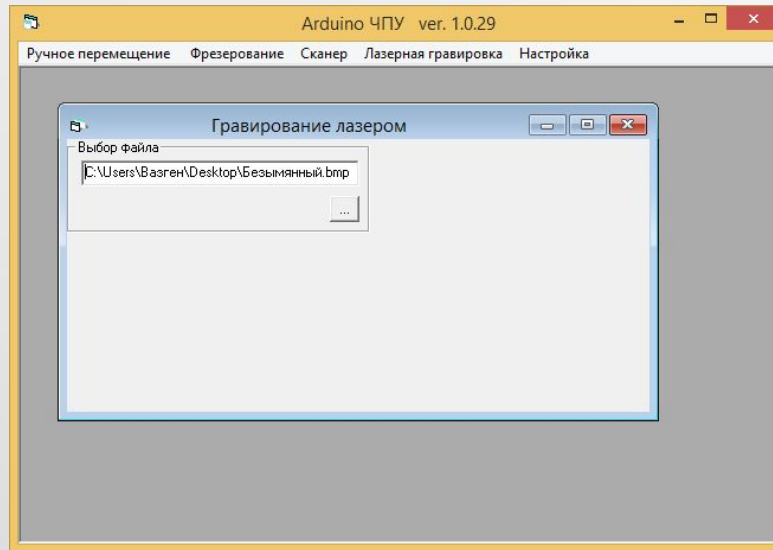 Arduino ЧПУ ver. 1.0.29
Ручное перемещение Фрезерование Сканер Лазерная гравировка Настройка
Гравирование лазером
Выбор файла
C:\Users\Вазген\Desktop\Безымянный.bmp
...